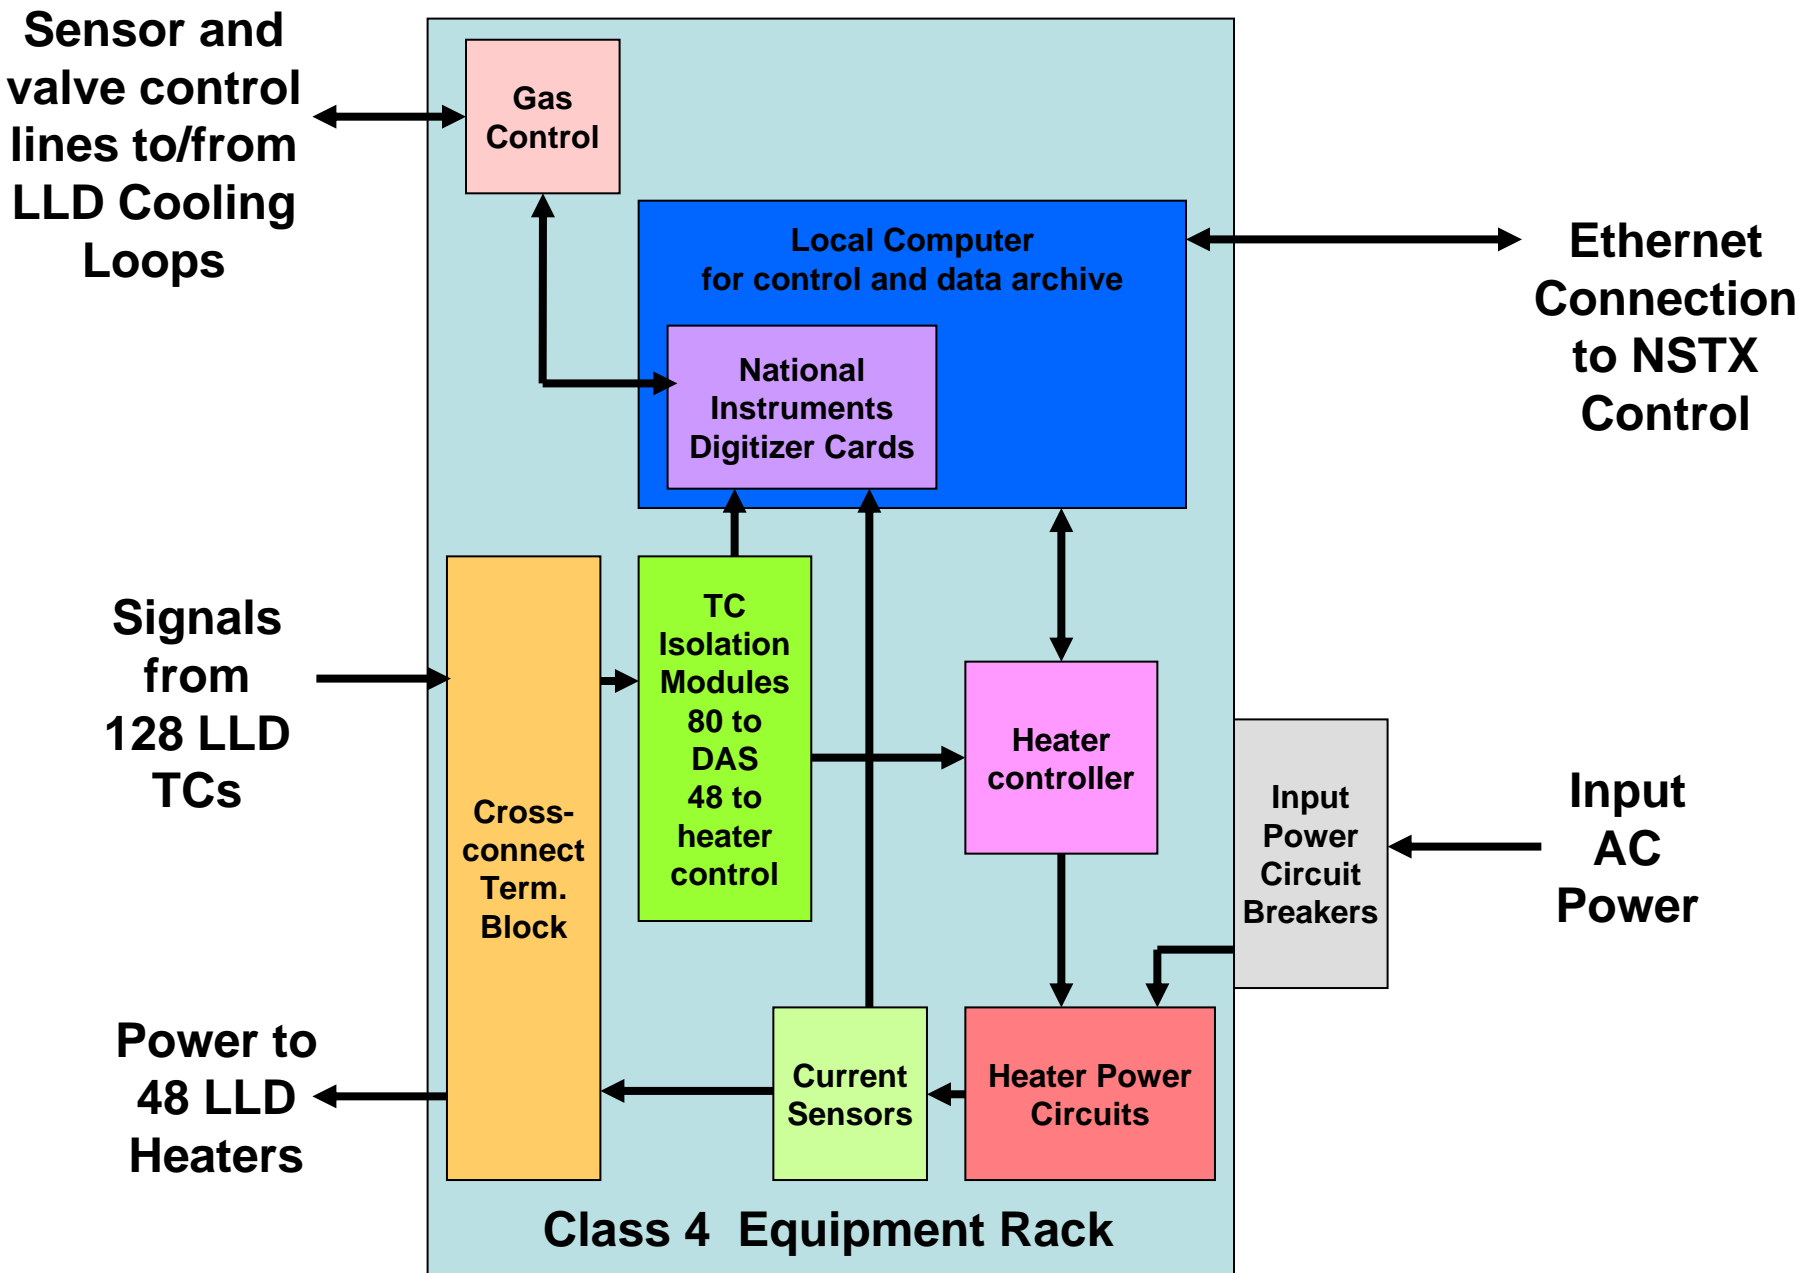 Sensor and
valve control
lines to/from
LLD Cooling
Loops
Gas
Control
Local Computer
for control and data archive
National
Instruments
Digitizer Cards
Ethernet
Connection
to NSTX
Control
Signals
from
128 LLD
TCs
Cross-
connect
Term.
Block
TC
Isolation
Modules
80 to
DAS
48 to
heater
control
Heater
controller
Input
Power
Circuit
Breakers
Input
AC
Power
Power to
48 LLD
Heaters
Current
Sensors
Heater Power
Circuits
Class 4  Equipment Rack